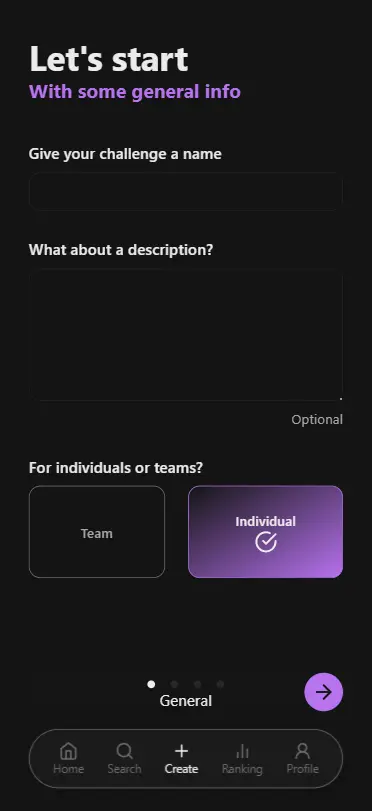 Let's start
With some general info
Give your challenge a name
What about a description?
Optional
For individuals or teams?
Team
Individual
General
Home
Search
Create
Ranking
Profile